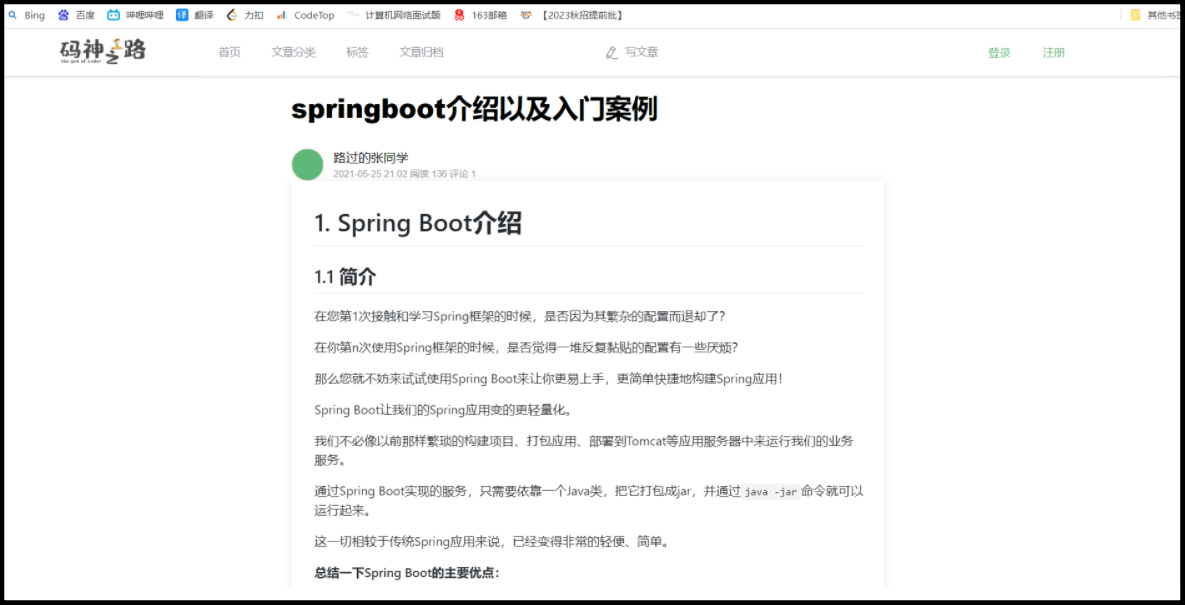 Bing 百度 哔哩哔哩 翻译 力扣 CodeTop 计算机网络面试题 163邮箱 【2023秋招提前批】 其他书签
码神之路 首页 文章分类 标签 文章归档 写文章 登录 注册
the god of coder
springboot介绍以及入门案例
路过的张同学
2021-05-25 21:02 阅读 136 评论 1
1. Spring Boot介绍
1.1 简介
在您第1次接触和学习Spring框架的时候，是否因为其繁杂的配置而退却了？
在你第n次使用Spring框架的时候，是否觉得一堆反复黏贴的配置有一些厌烦？
那么您就不妨来试试使用Spring Boot来让你更易上手，更简单快捷地构建Spring应用！
Spring Boot让我们的Spring应用变的更轻量化。
我们不必像以前那样繁琐的构建项目、打包应用、部署到Tomcat等应用服务器中来运行我们的业务
服务。
通过Spring Boot实现的服务，只需要依靠一个Java类，把它打包成jar，并通过 java -jar 命令就可以
运行起来。
这一切相较于传统Spring应用来说，已经变得非常的轻便、简单。
总结一下Spring Boot的主要优点：